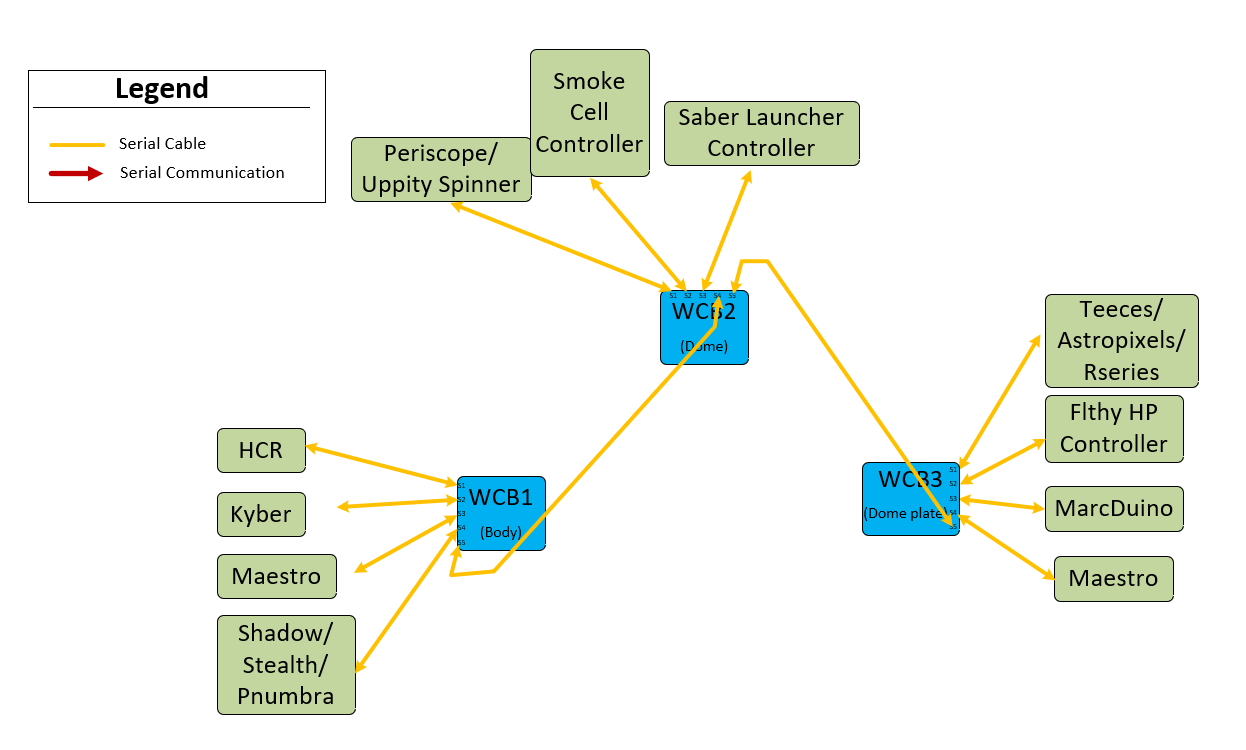 Legend
Serial Cable
Serial Communication
Periscope/
Uppity Spinner
Smoke
Cell
Controller
Saber Launcher
Controller
S1 S2 S3 S4 S5
WCB2
(Dome)
Teeces/
Astropixels/
Rseries
Flthy HP
Controller
MarcDuino
Maestro
WCB3
(Dome plate)
S1
S2
S3
S4
S5
HCR
Kyber
Maestro
Shadow/
Stealth/
Pnumbra
S1
S2
S3
S4
S5
WCB1
(Body)